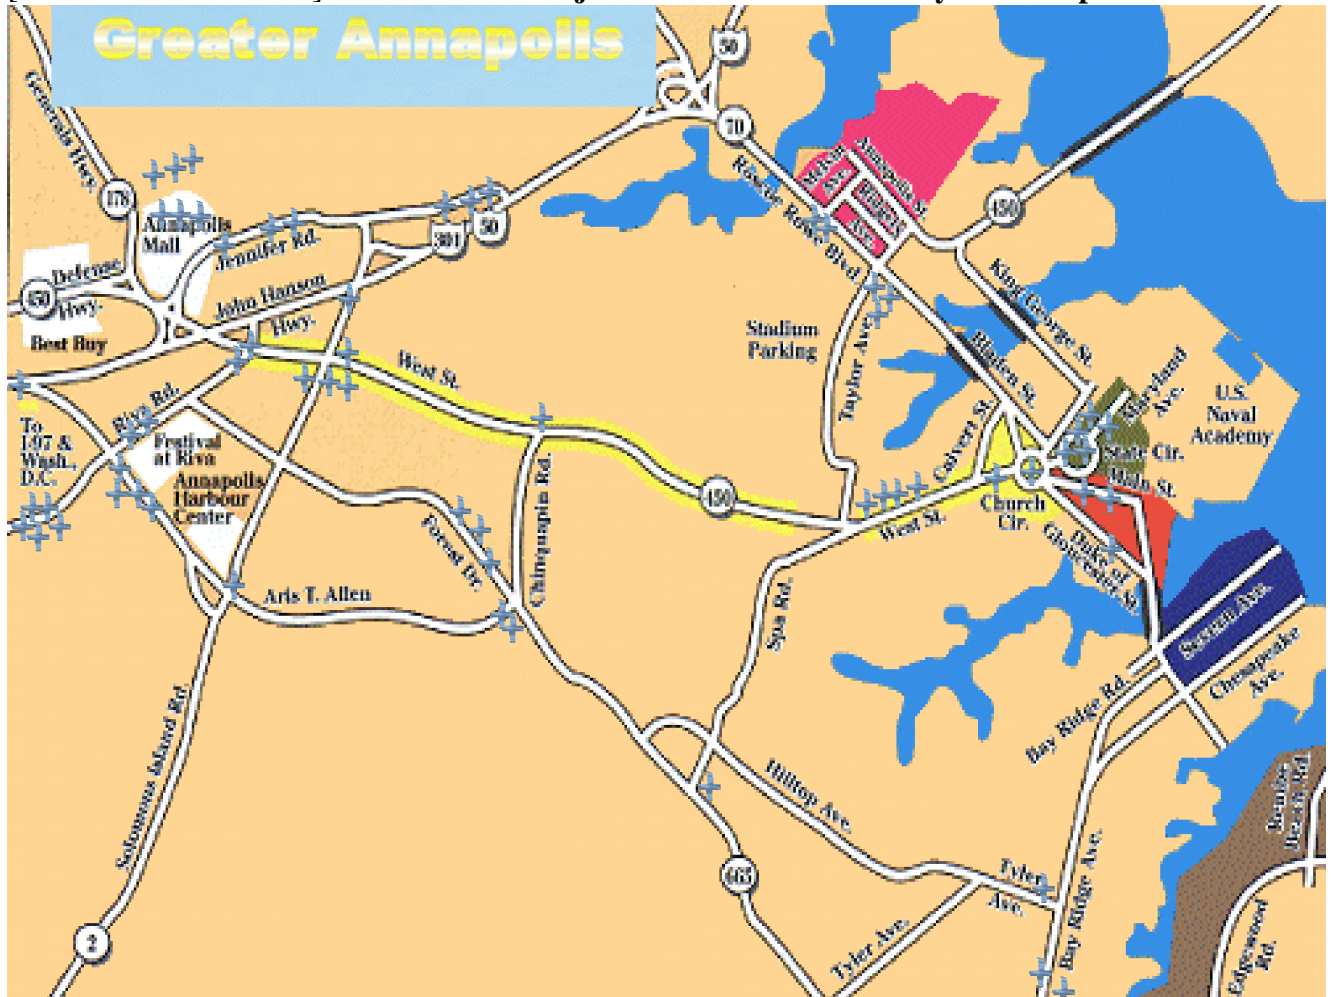 Greater Annapolis
50
70
Generals Hwy.
178
Annapolis
Mall
Jennifer Rd.
301
50
450
Defense
Hwy.
Best Buy
John Hanson
Hwy.
Roscoe Rowe Blvd.
Annapolis St.
Ave.
450
King George St.
Stadium
Parking
Taylor Ave.
West St.
Calvert St.
Maryland
Ave.
U.S.
Naval
Academy
State Cir.
Main St.
Church
Cir.
Duke of
Gloucester St.
Riva Rd.
To
I-97 &
Wash.,
D.C.
Festival
at Riva
Annapolis
Harbour
Center
450
West St.
Chinquapin Rd.
Forest Dr.
Aris T. Allen
Spa Rd.
Severn Ave.
Chesapeake
Ave.
Bay Ridge Rd.
Solomons Island Rd.
Hilltop Ave.
665
Tyler
Ave.
Tyler Ave.
Bay Ridge Ave.
Edgewood
Rd.
2